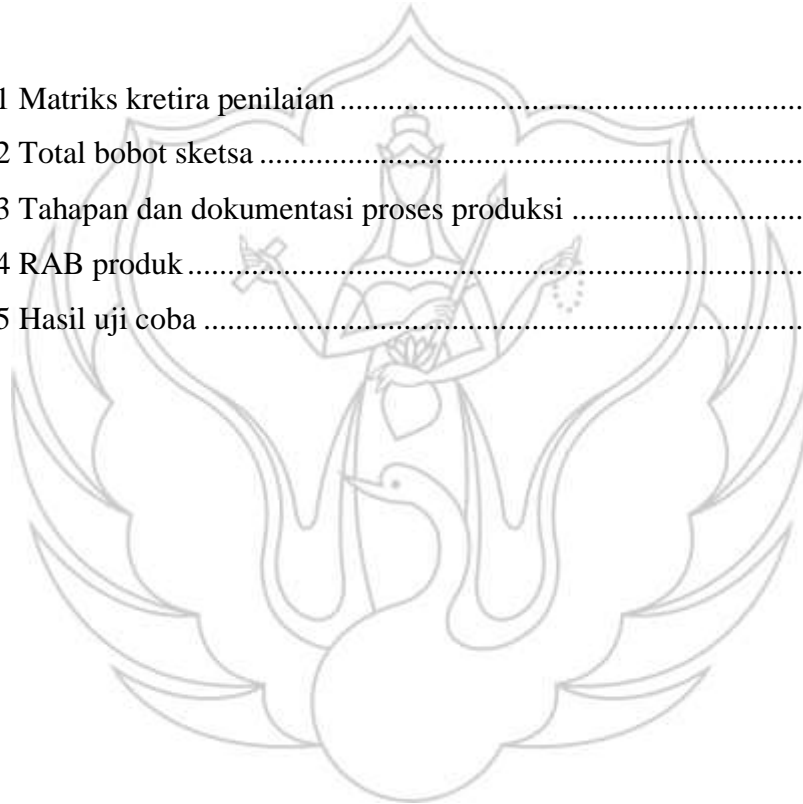 1 Matriks kretira penilaian ..........................................................
2 Total bobot sketsa .....................................................................
3 Tahapan dan dokumentasi proses produksi .............................
4 RAB produk ................................................................................
5 Hasil uji coba ..............................................................................